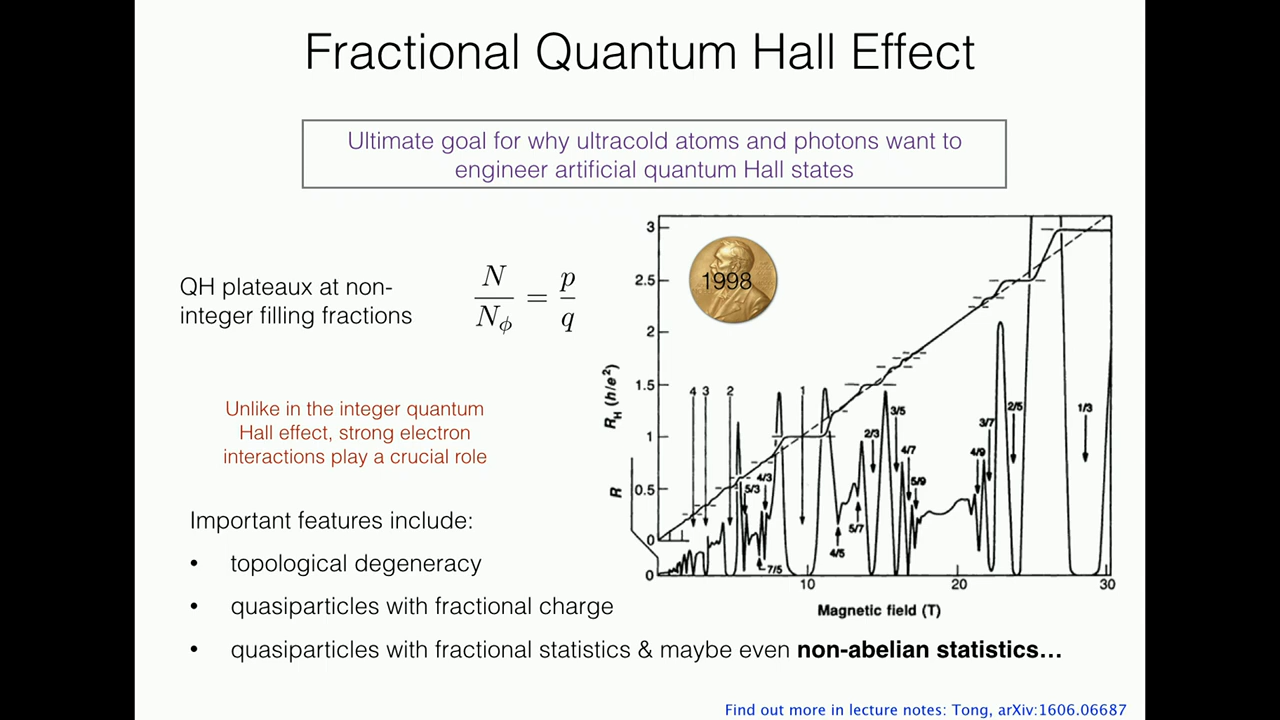 Fractional Quantum Hall Effect
Ultimate goal for why ultracold atoms and photons want to
engineer artificial quantum Hall states
QH plateaux at non-
integer filling fractions
N/N_ϕ = p/q
Unlike in the integer quantum
Hall effect, strong electron
interactions play a crucial role
Important features include:
• topological degeneracy
• quasiparticles with fractional charge
• quasiparticles with fractional statistics & maybe even non-abelian statistics...
1998
R_H (h/e²)
R
3
2.5
2
1.5
1
0.5
0
0
4 3 2 1
5/3
4/3
7/5
4/5
5/7
2/3
3/5
4/7
5/9
4/9
3/7
2/5
1/3
10 20 30
Magnetic field (T)
Find out more in lecture notes: Tong, arXiv:1606.06687